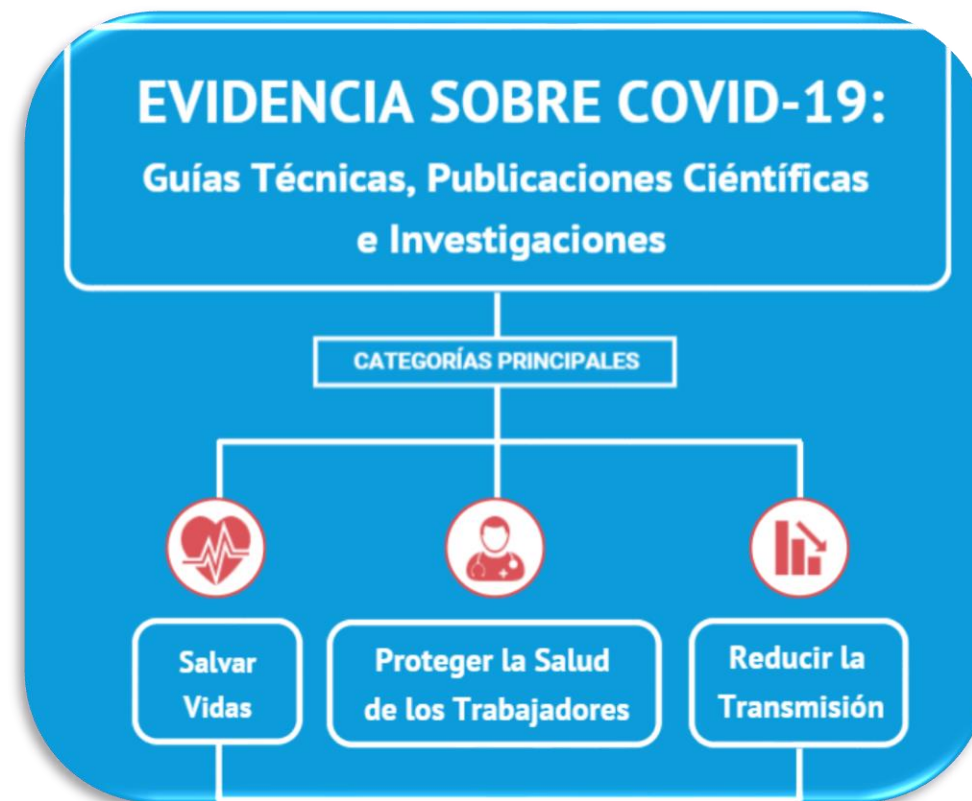 EVIDENCIA SOBRE COVID-19:
Guías Técnicas, Publicaciones Ciéntíficas
e Investigaciones
CATEGORÍAS PRINCIPALES
Salvar
Vidas
Proteger la Salud
de los Trabajadores
Reducir la
Transmisión